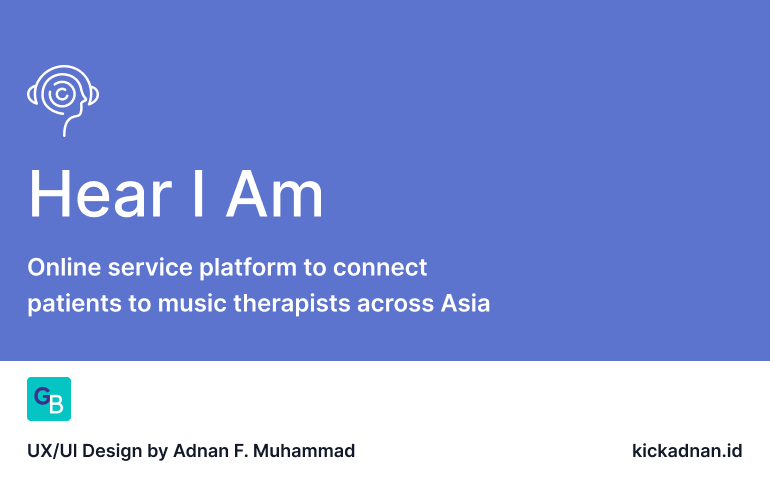 Hear I Am
Online service platform to connect
patients to music therapists across Asia
GB
UX/UI Design by Adnan F. Muhammad
kickadnan.id